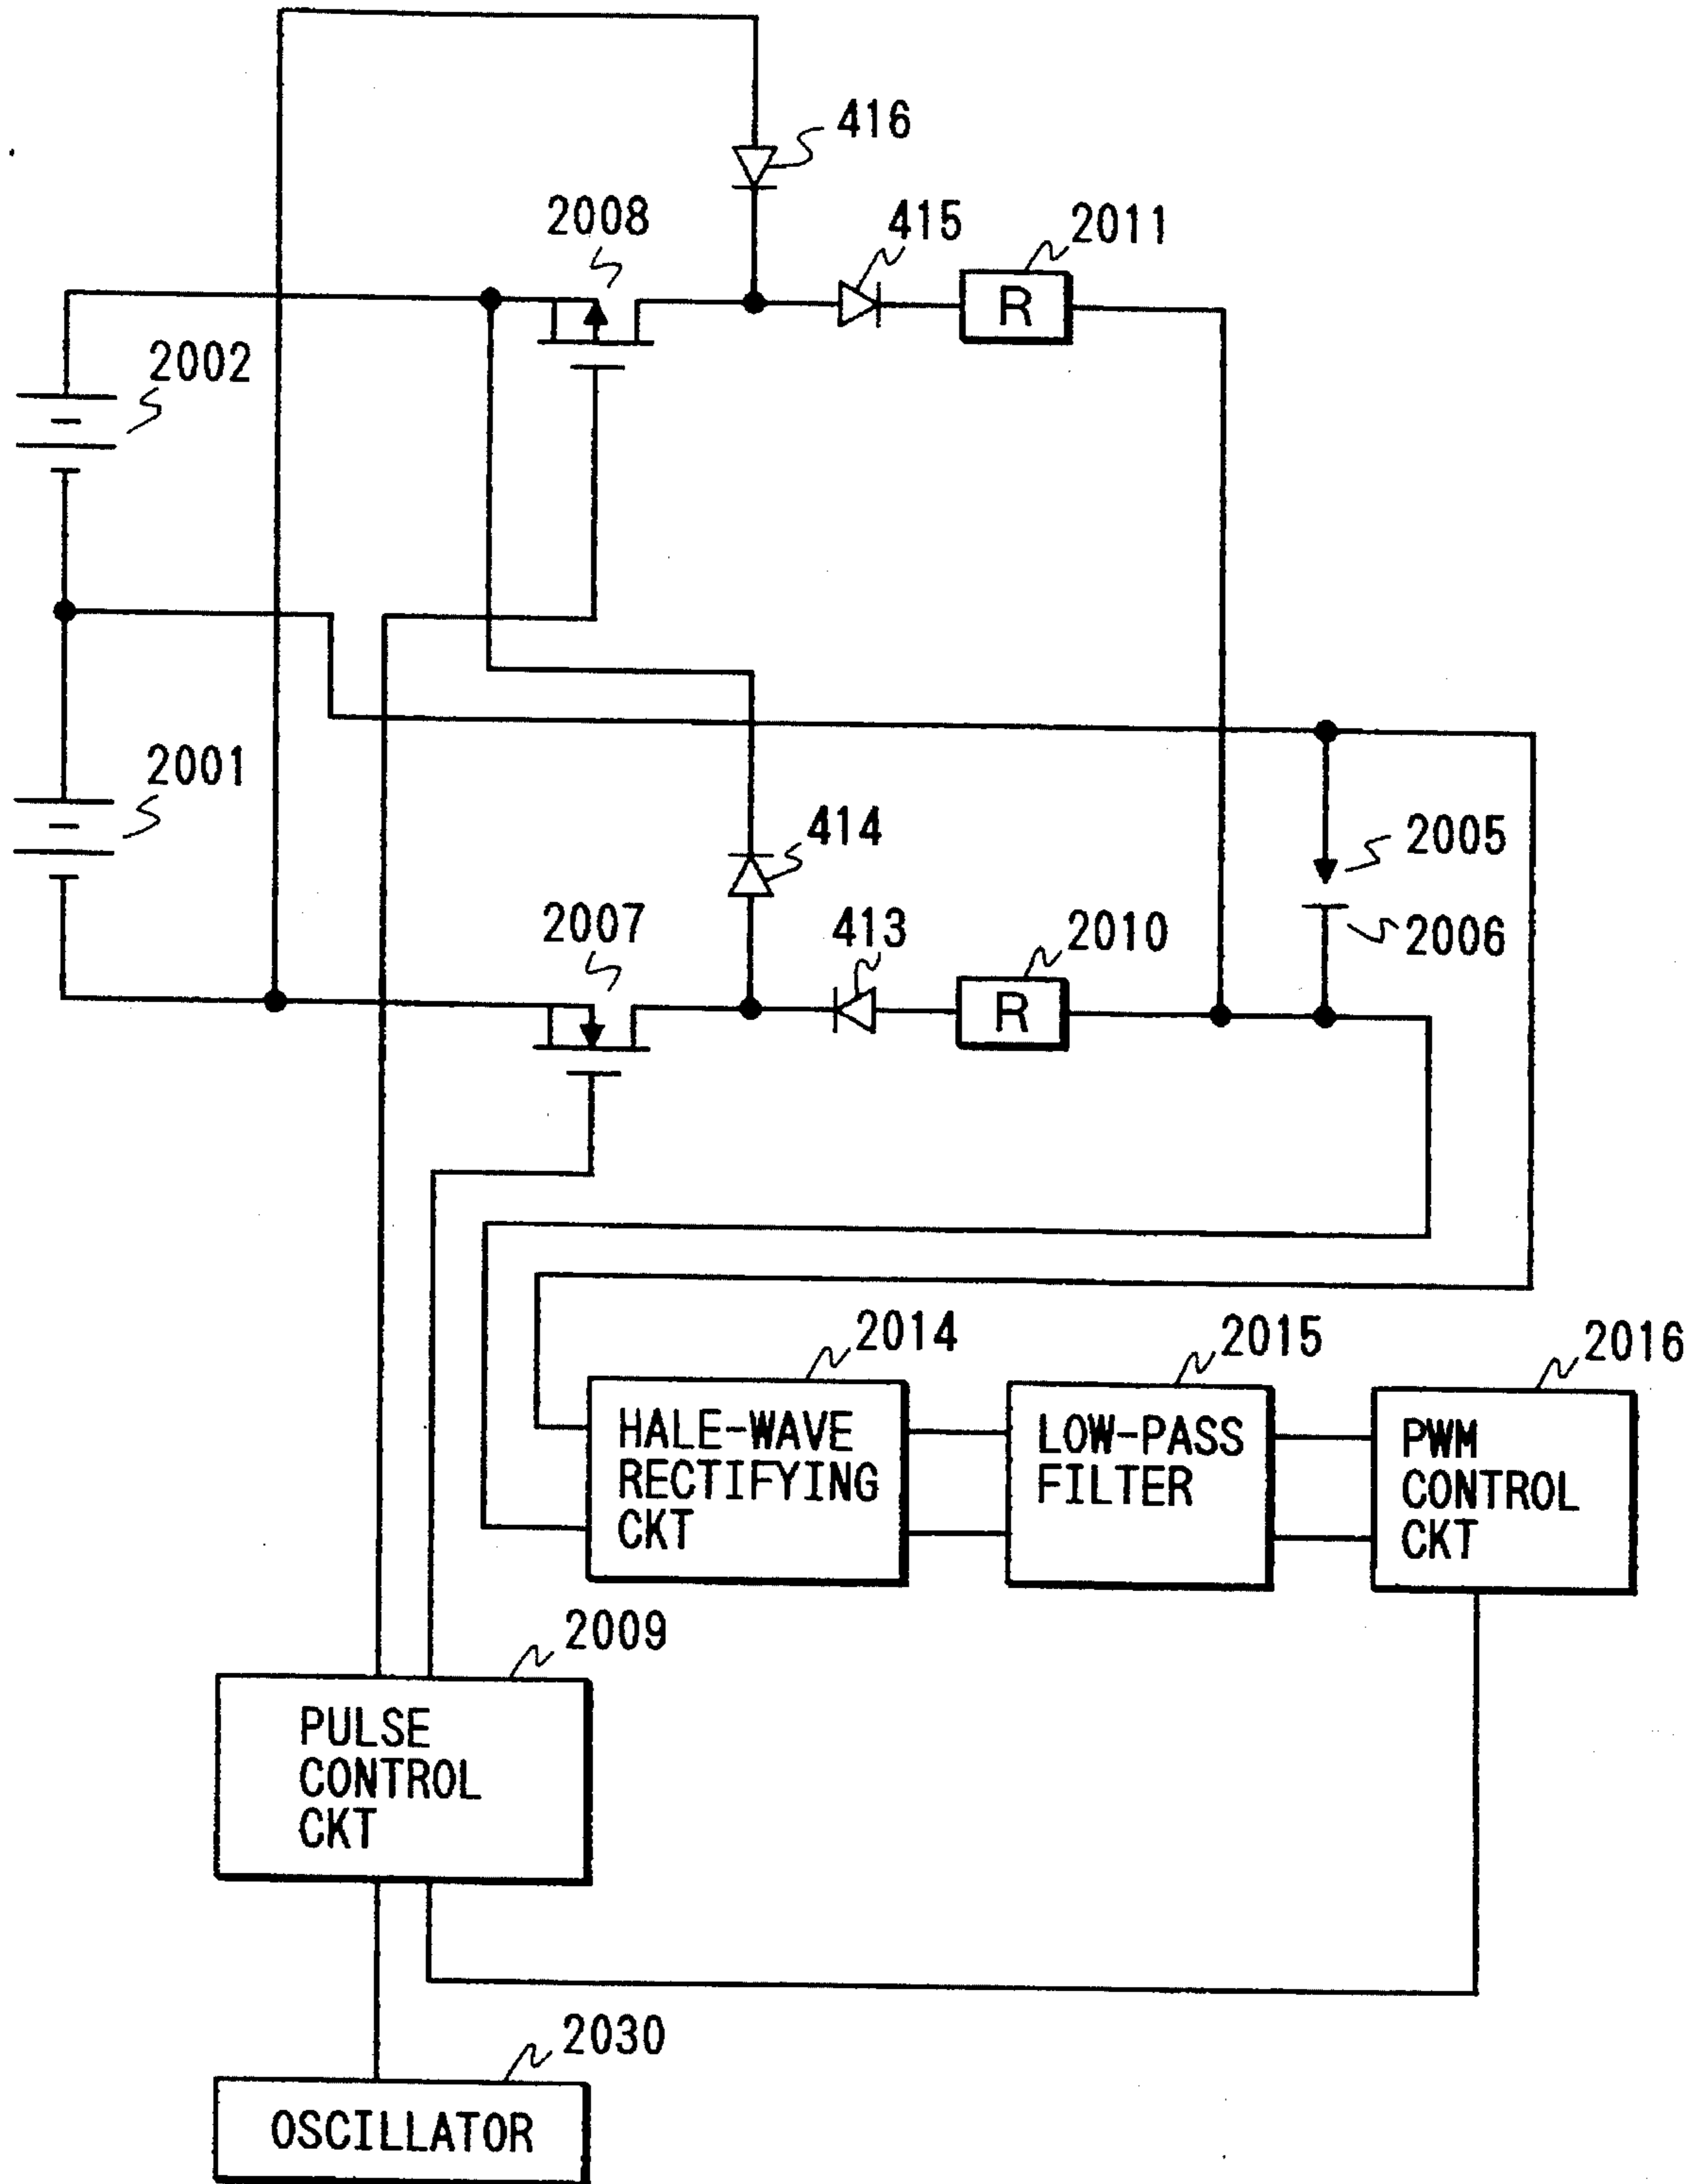 416
2008
415
2011
R
2002
2001
414
2005
2007
413
2010
2006
R
2014
2015
2016
HALE-WAVE
RECTIFYING
CKT
LOW-PASS
FILTER
PWM
CONTROL
CKT
2009
PULSE
CONTROL
CKT
2030
OSCILLATOR